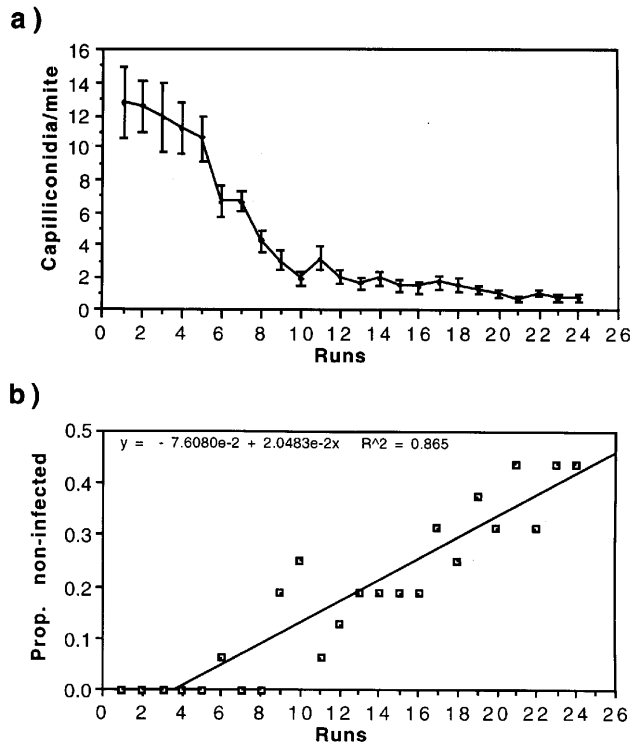 a)
16
14
12
10
8
6
4
2
0
Capilliconidia/mite
0 2 4 6 8 10 12 14 16 18 20 22 24 26
Runs
b)
y = - 7.6080e-2 + 2.0483e-2x R^2 = 0.865
0.5
0.4
0.3
0.2
0.1
0.0
Prop. non-infected
0 2 4 6 8 10 12 14 16 18 20 22 24 26
Runs